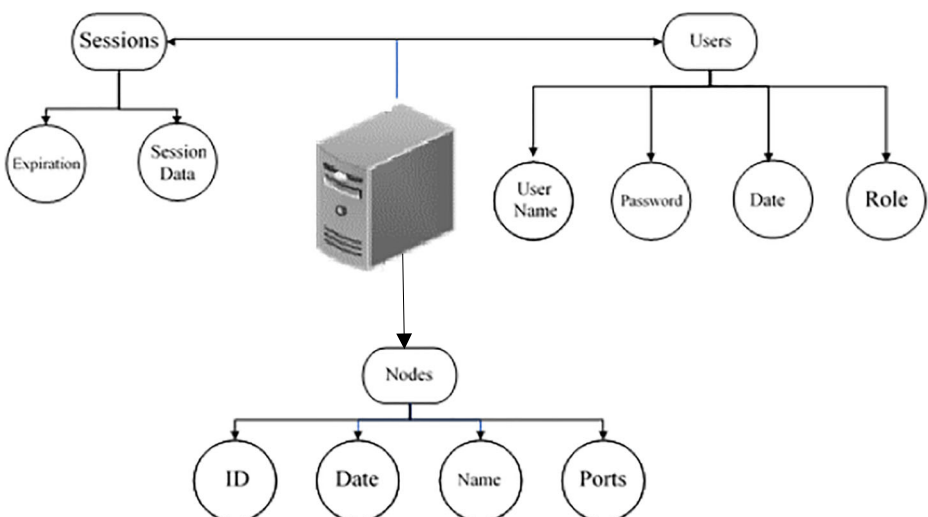 Sessions
Users
Expiration
Session
Data
User
Name
Password
Date
Role
Nodes
ID
Date
Name
Ports